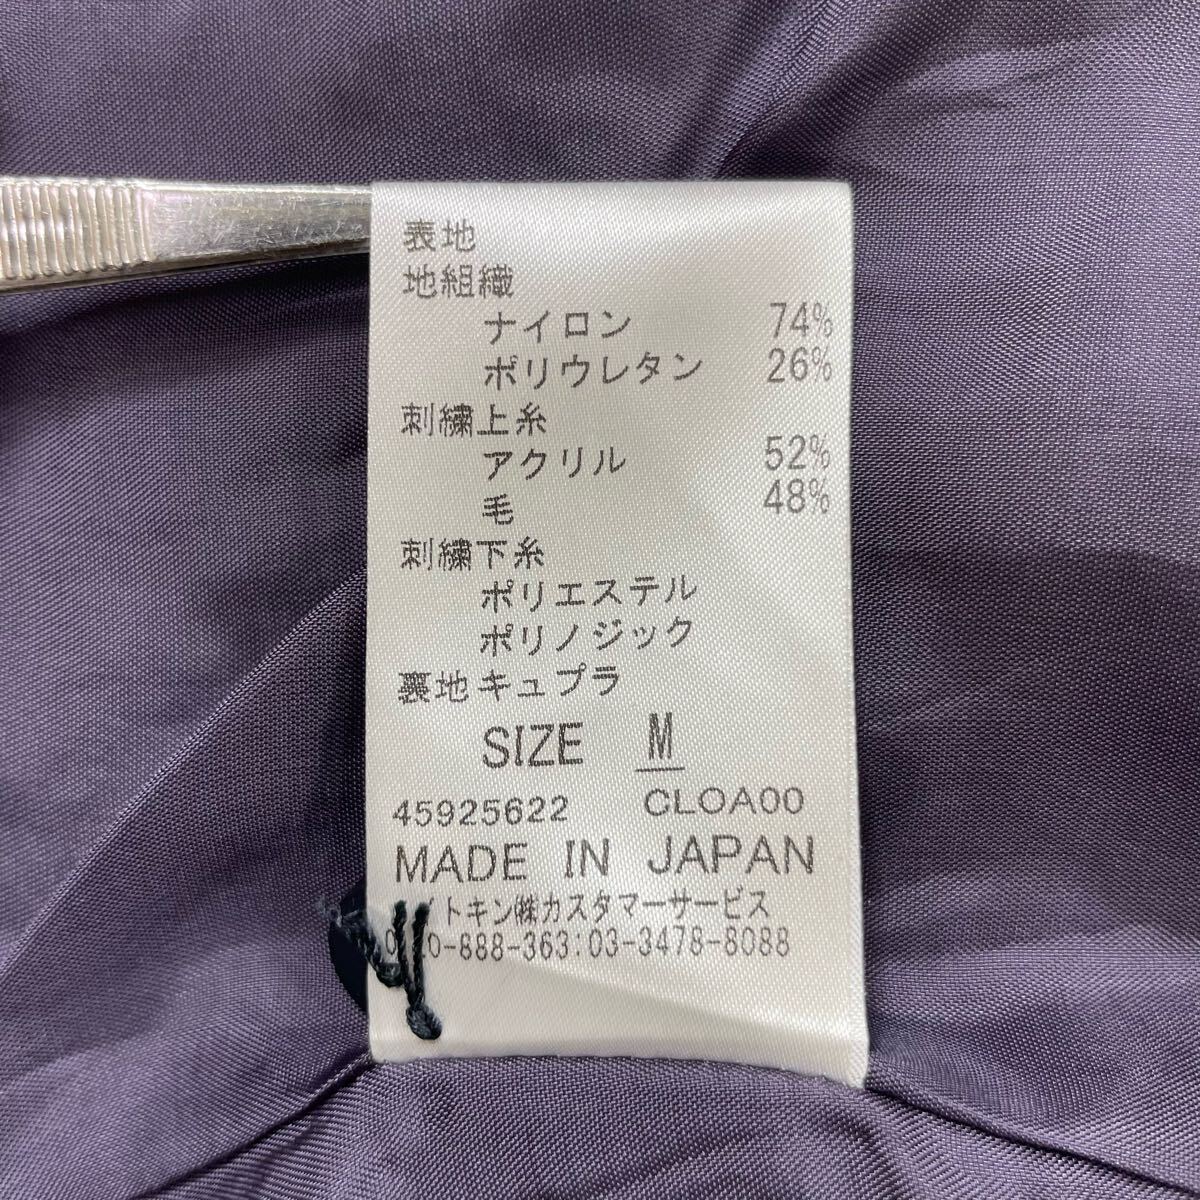 表地
地組織
ナイロン 74%
ポリウレタン 26%
刺繍上糸
アクリル 52%
毛 48%
刺繍下糸
ポリエステル
ポリノジック
裏地キュプラ
SIZE M
45925622 CLOA00
MADE IN JAPAN
イトキン㈱カスタマーサービス
0-888-363:03-3478-8088